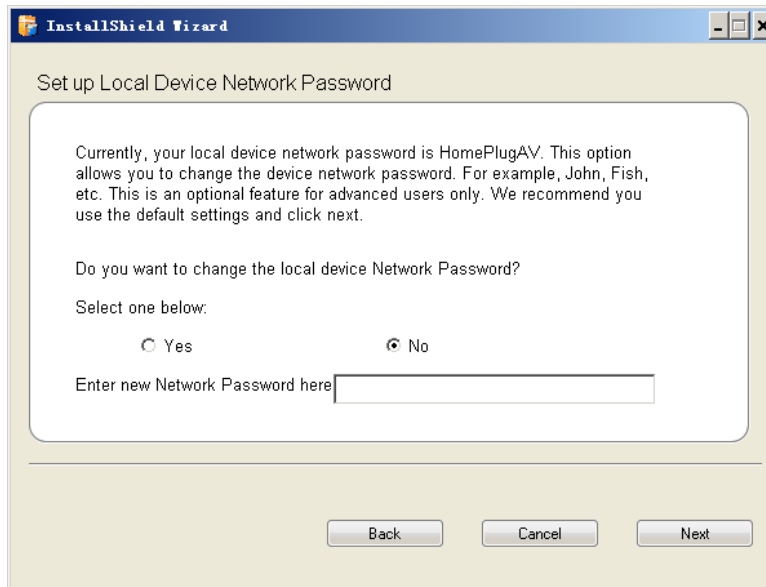 InstallShield Wizard
Set up Local Device Network Password
Currently, your local device network password is HomePlugAV. This option
allows you to change the device network password. For example, John, Fish,
etc. This is an optional feature for advanced users only. We recommend you
use the default settings and click next.
Do you want to change the local device Network Password?
Select one below:
Yes No
Enter new Network Password here
Back Cancel Next